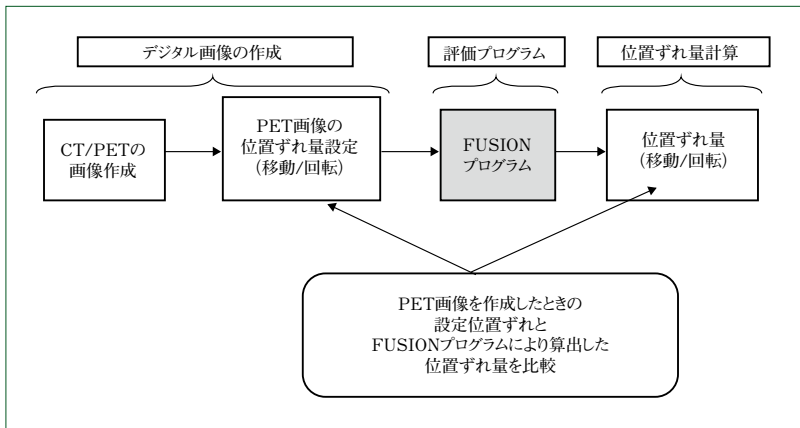 デジタル画像の作成
評価プログラム
位置ずれ量計算
CT/PETの
画像作成
PET画像の
位置ずれ量設定
(移動/回転)
FUSION
プログラム
位置ずれ量
(移動/回転)
PET画像を作成したときの
設定位置ずれと
FUSIONプログラムにより算出した
位置ずれ量を比較